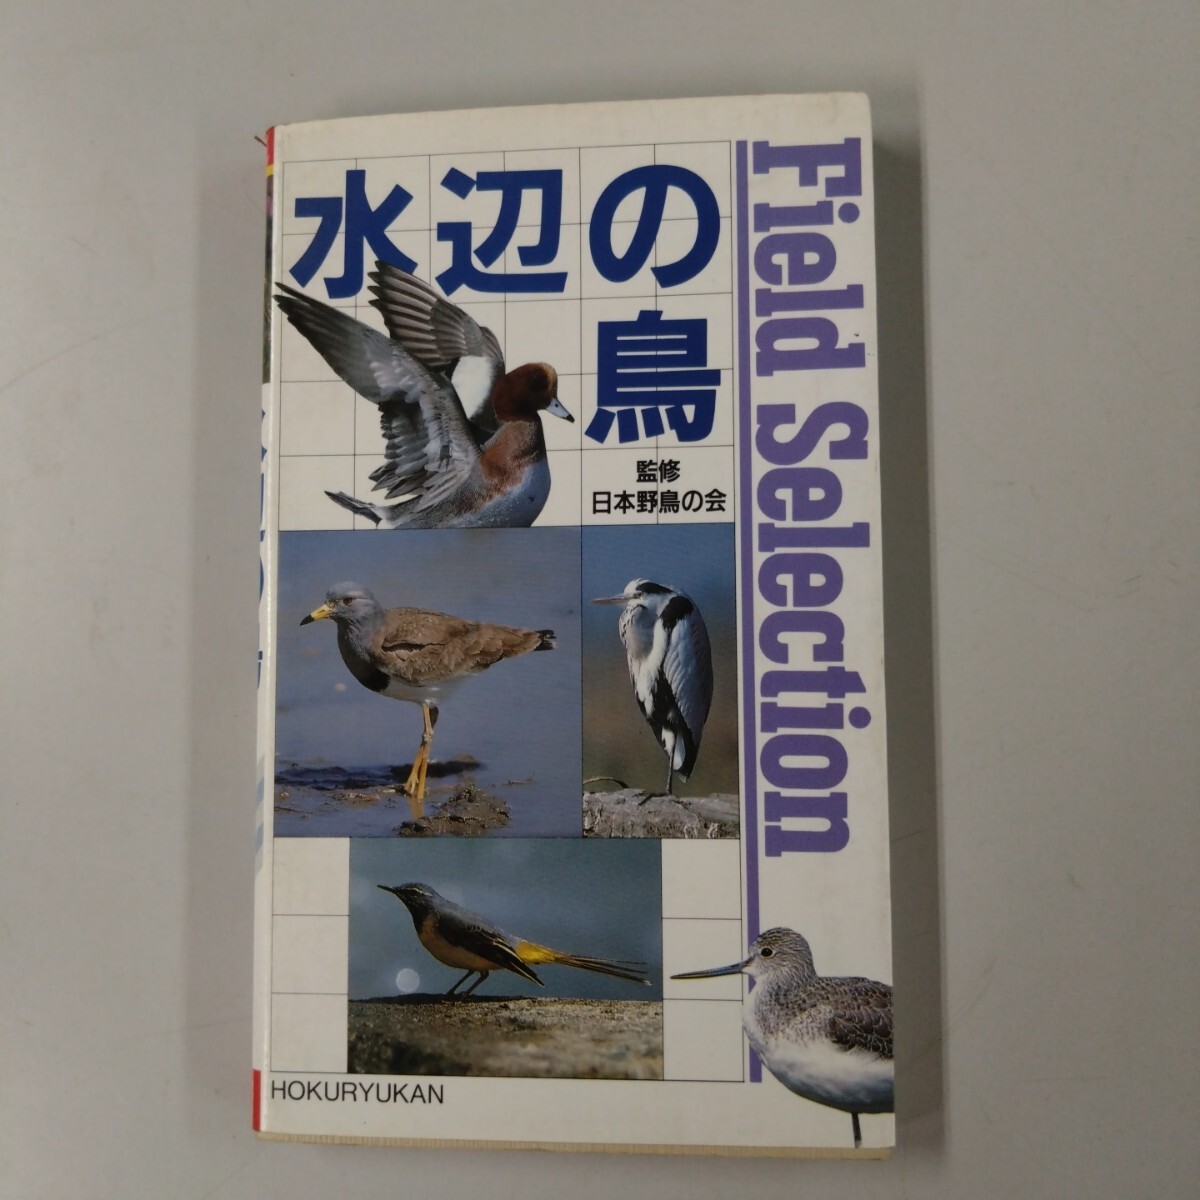 水辺の
鳥
監修
日本野鳥の会
Field Selection
HOKURYUKAN